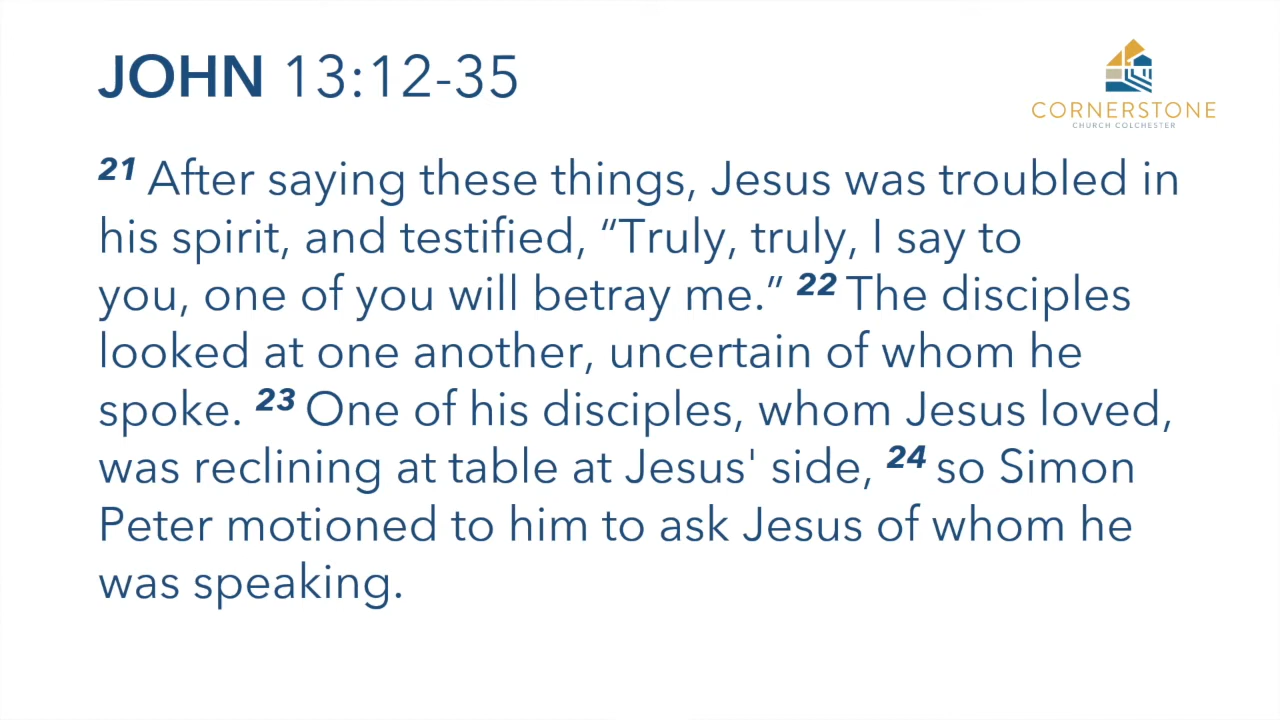 JOHN 13:12-35
CORNERSTONE
CHURCH COLCHESTER
21 After saying these things, Jesus was troubled in
his spirit, and testified, “Truly, truly, I say to
you, one of you will betray me.” 22 The disciples
looked at one another, uncertain of whom he
spoke. 23 One of his disciples, whom Jesus loved,
was reclining at table at Jesus' side, 24 so Simon
Peter motioned to him to ask Jesus of whom he
was speaking.